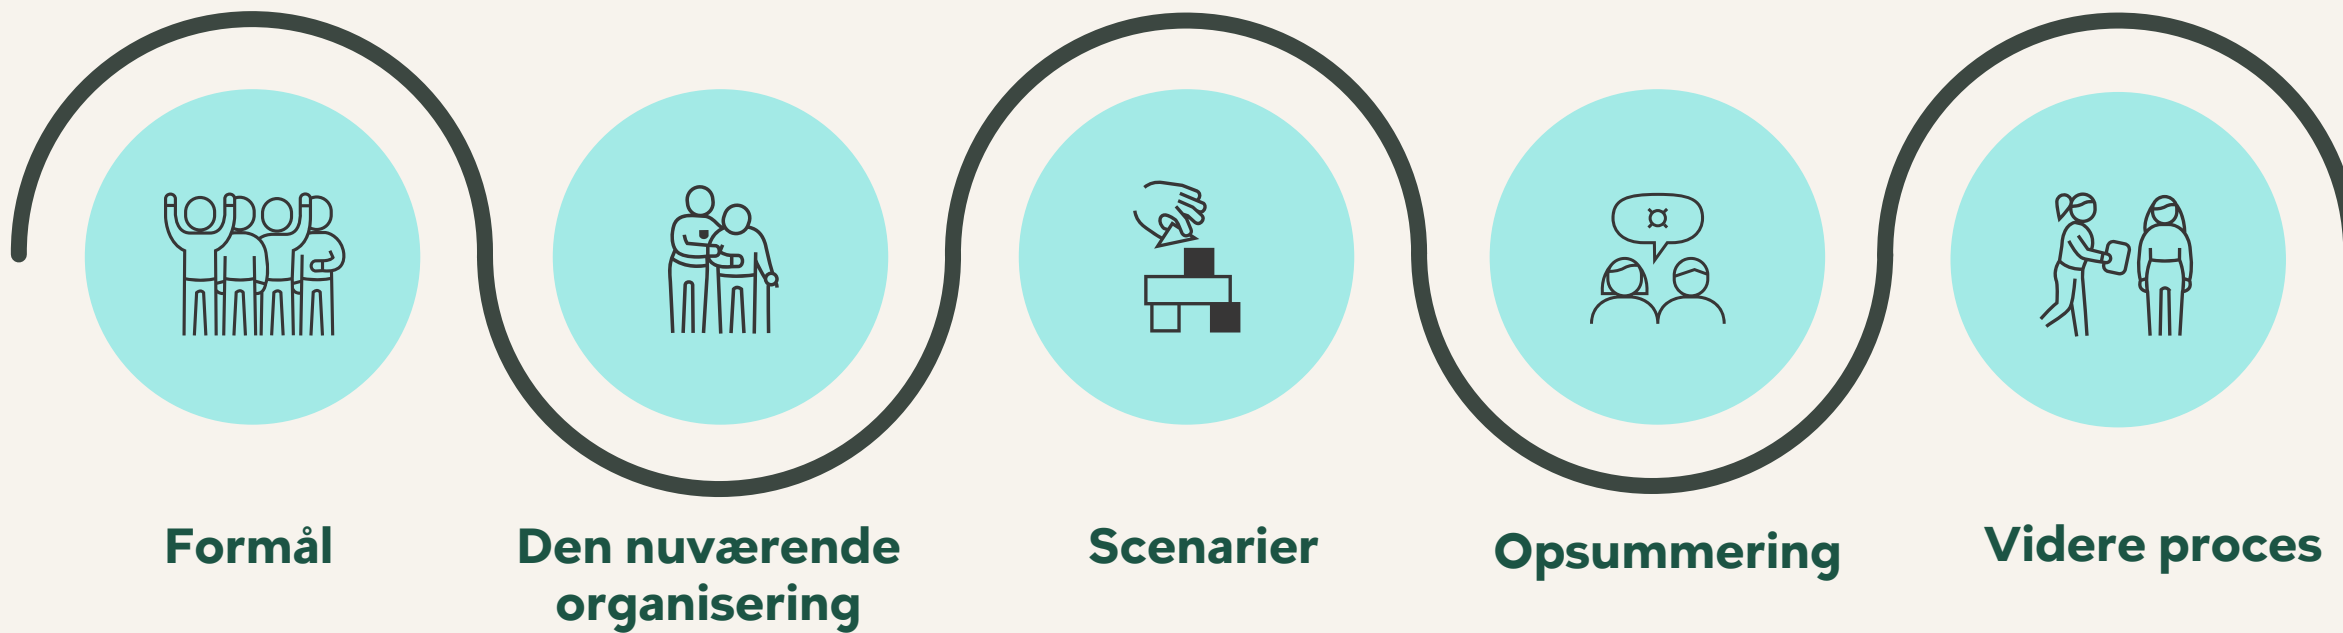 Formål
Den nuværende
organisering
Scenarier
Opsummering
Videre proces